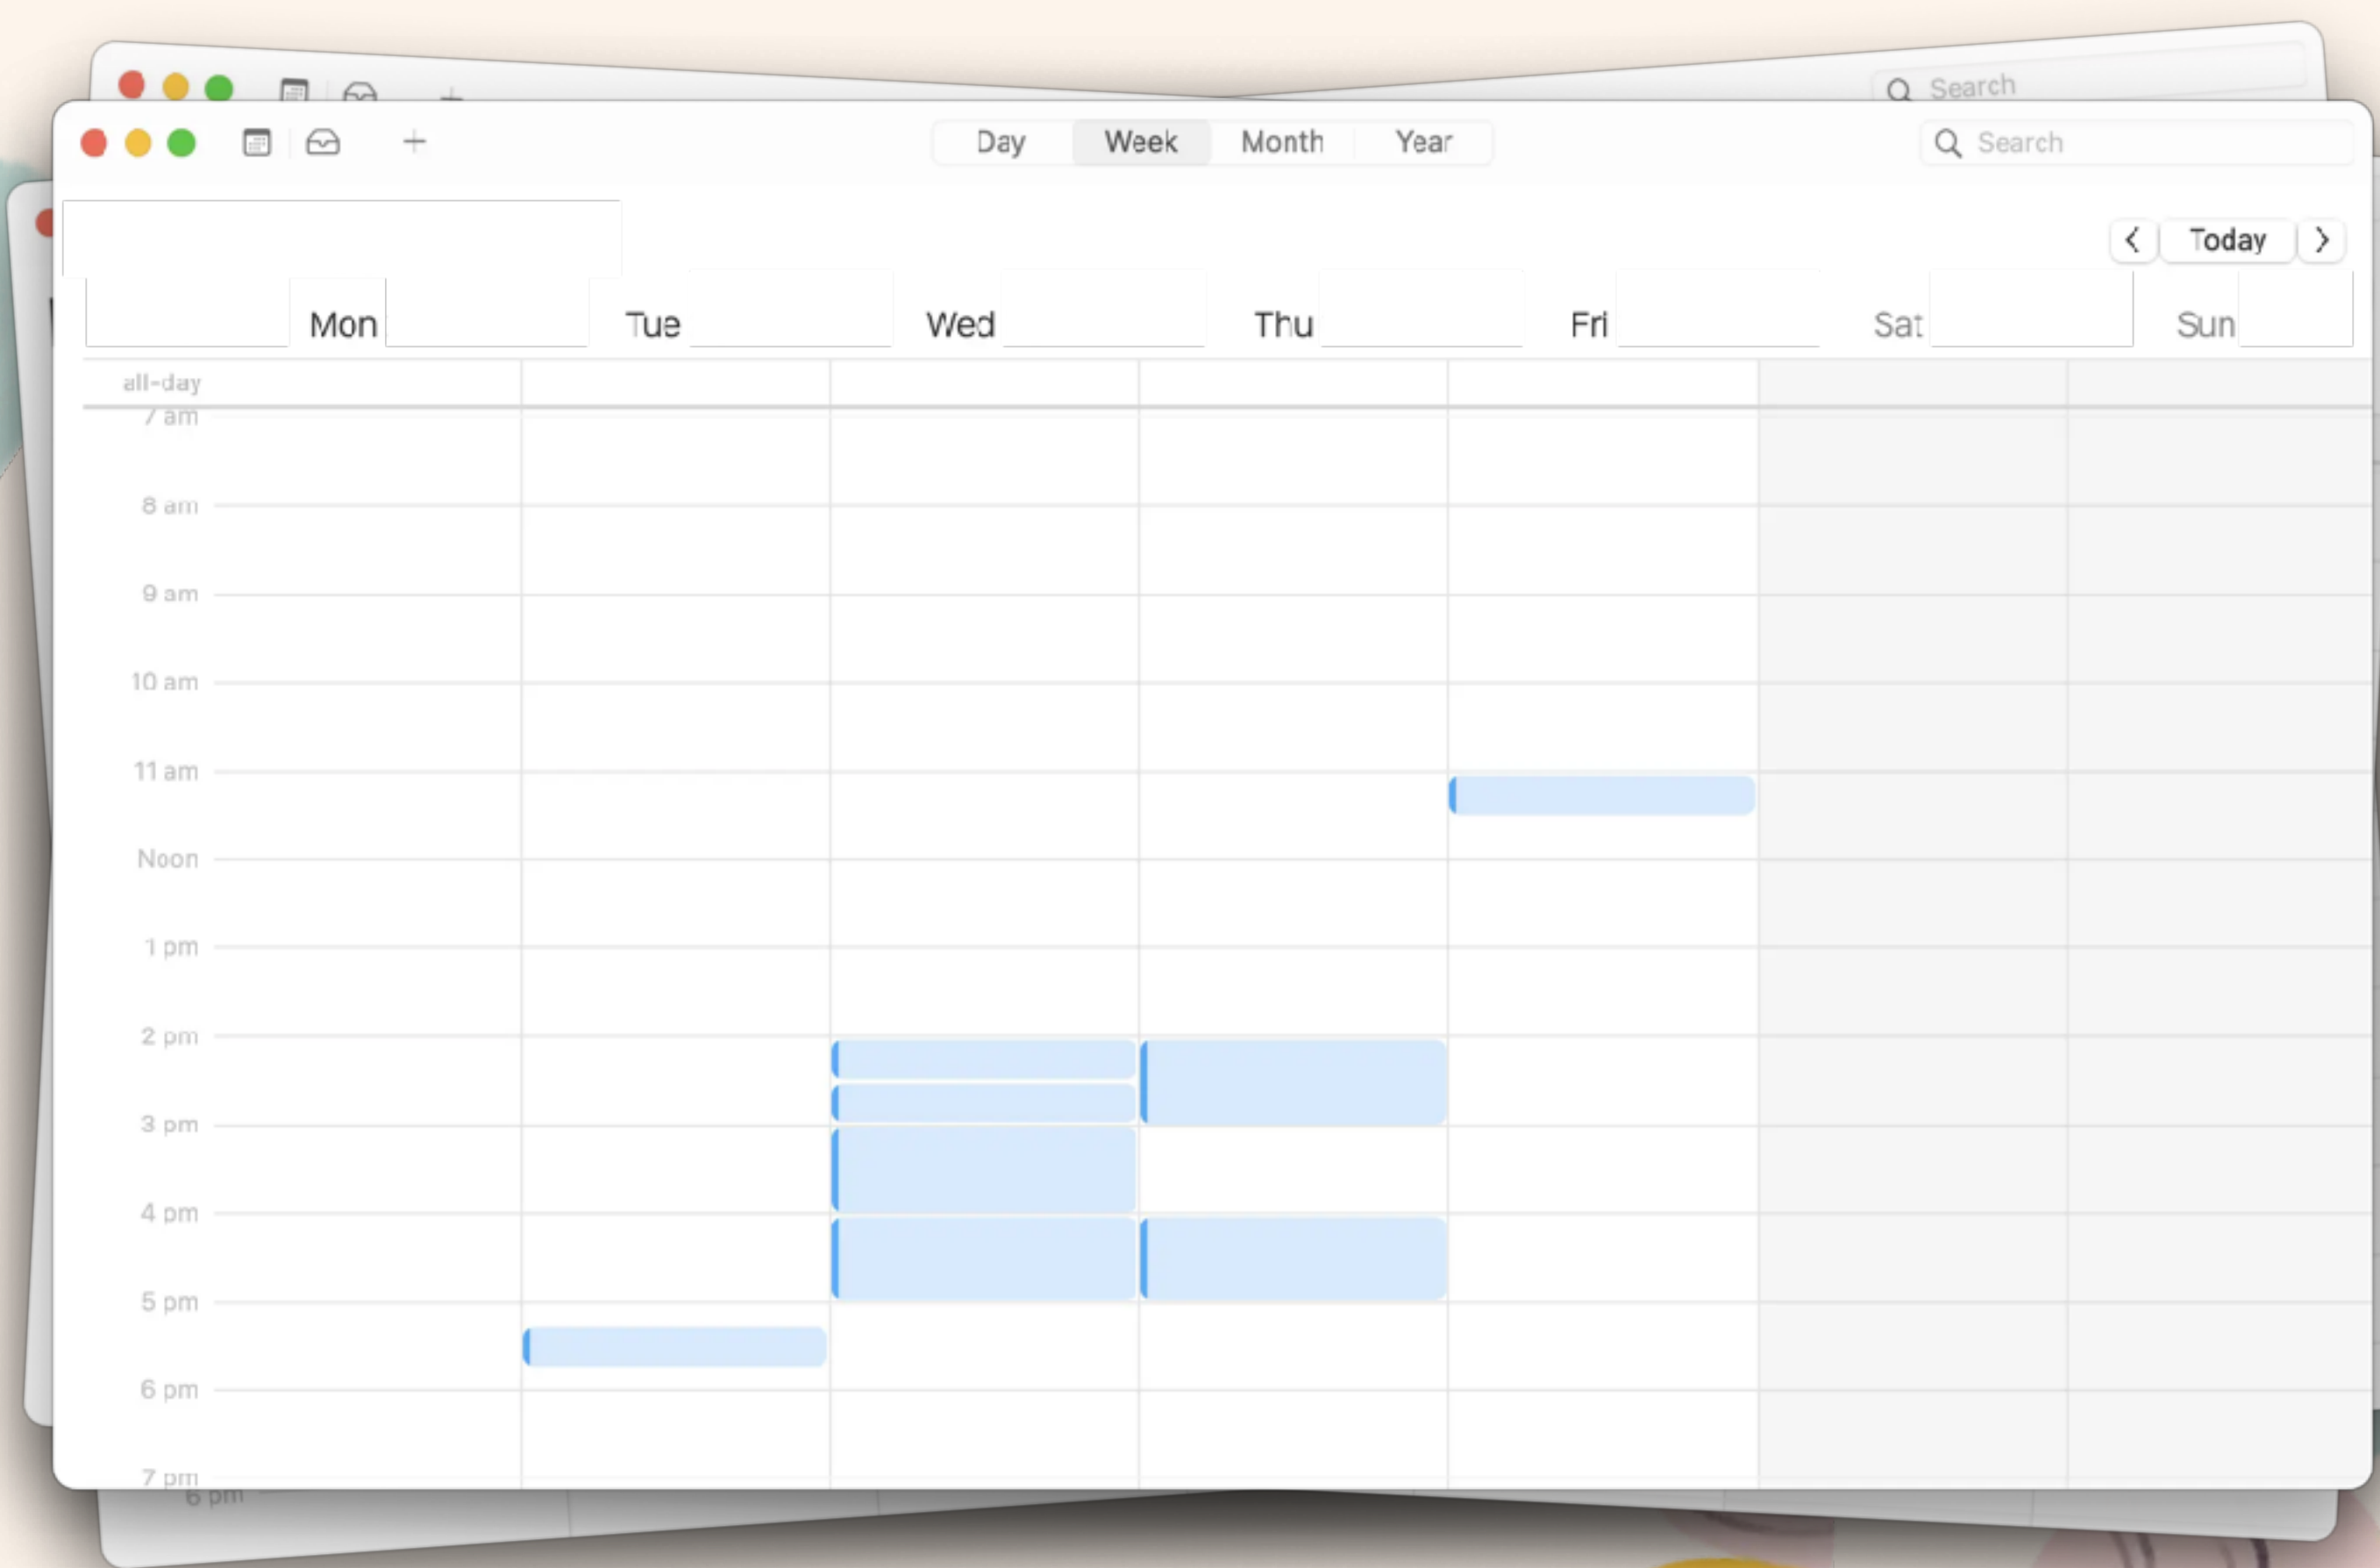 Search
Day Week Month Year Search
Today
Mon Tue Wed Thu Fri Sat Sun
all-day
7 am
8 am
9 am
10 am
11 am
Noon
1 pm
2 pm
3 pm
4 pm
5 pm
6 pm
7 pm
6 pm